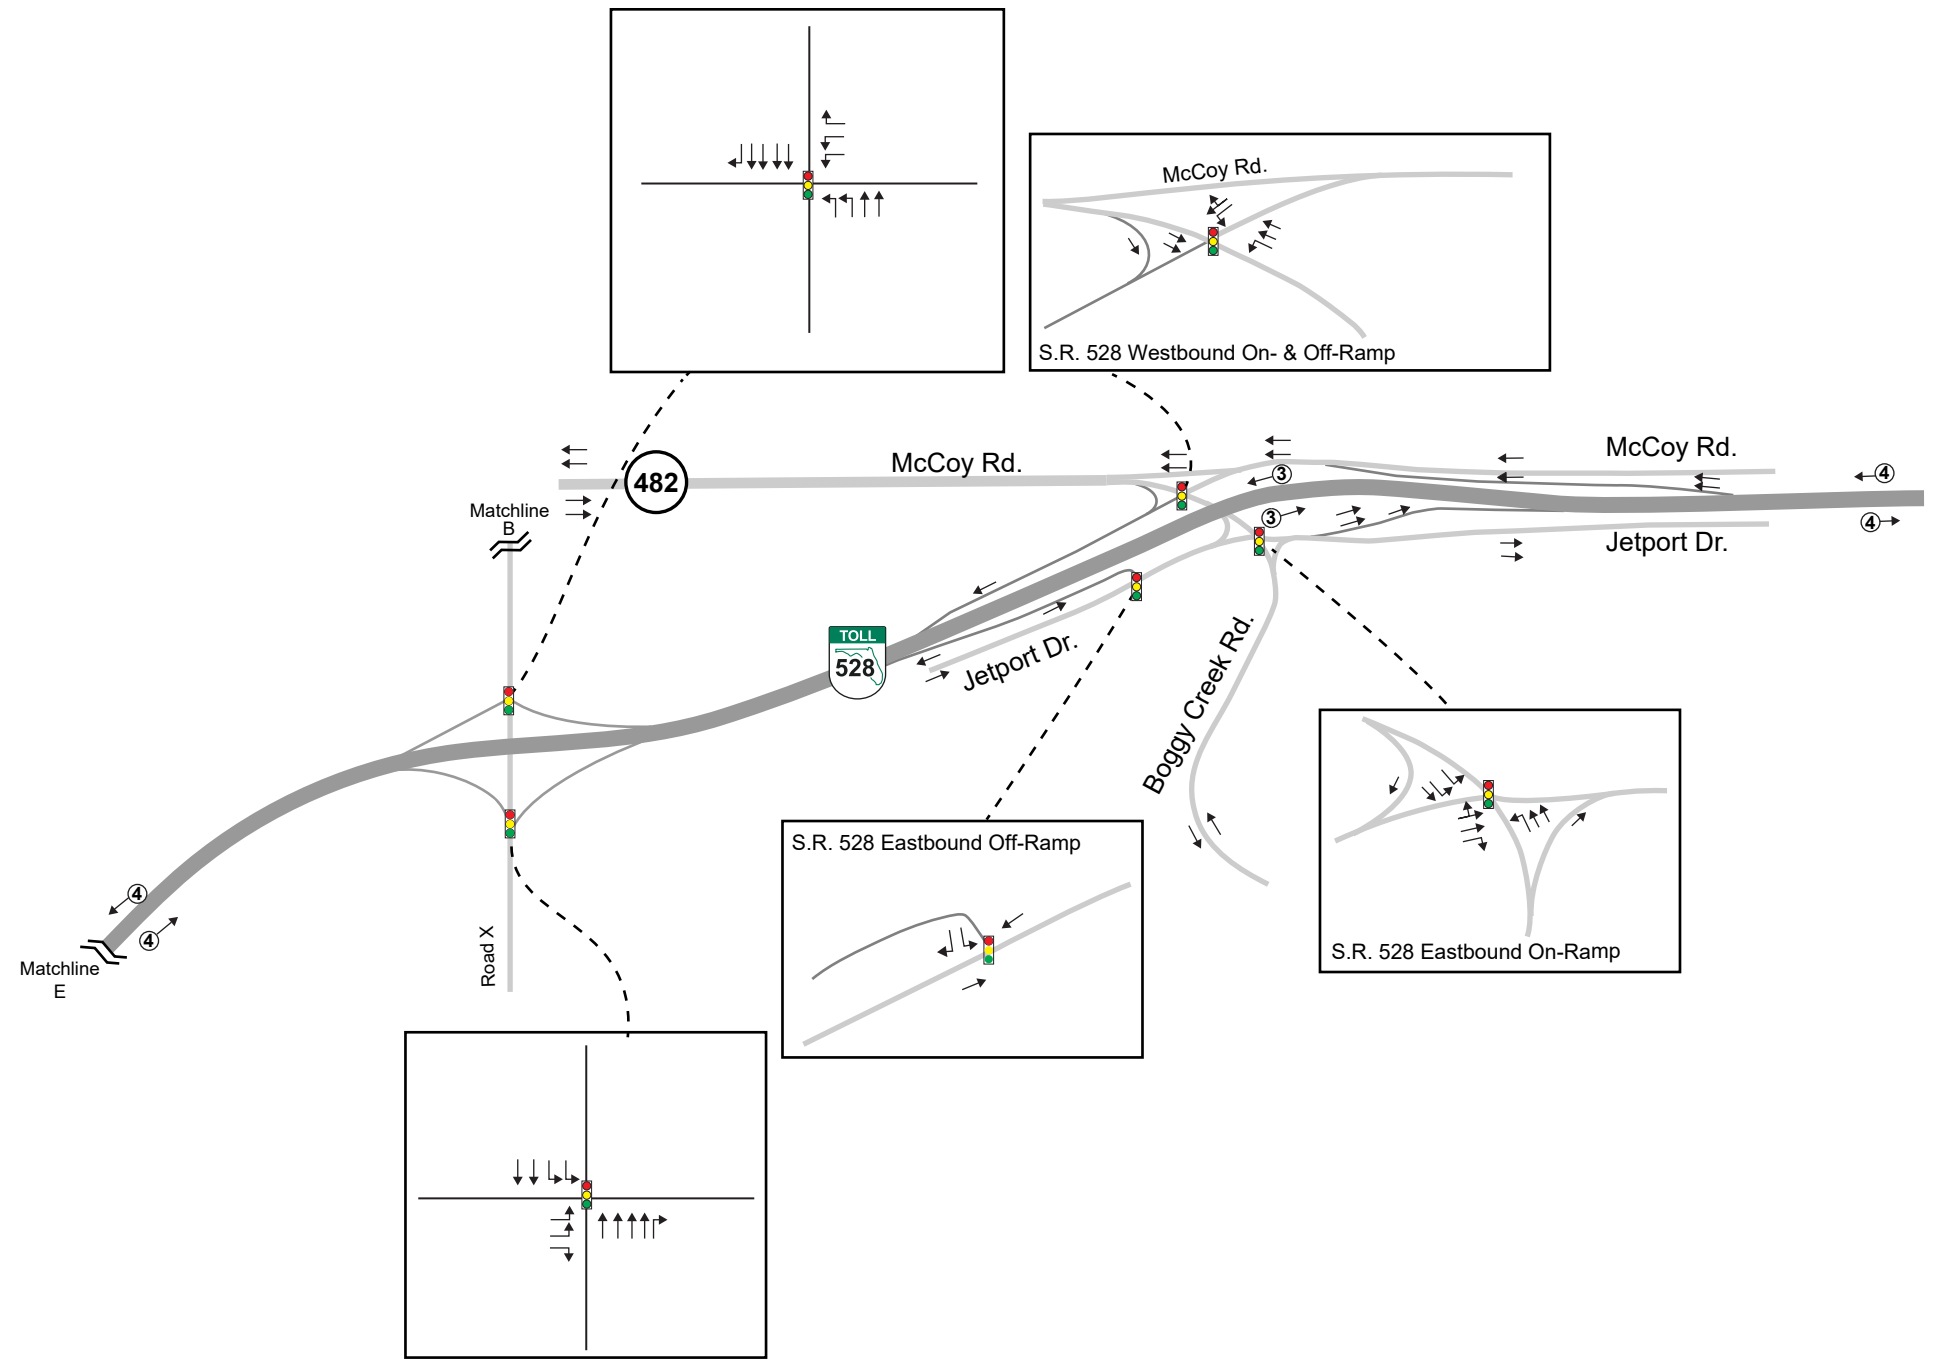 McCoy Rd.
S.R. 528 Westbound On- & Off-Ramp
McCoy Rd.
McCoy Rd.
482
3
4
Matchline
B
3
4
Jetport Dr.
TOLL
528
Jetport Dr.
Boggy Creek Rd.
S.R. 528 Eastbound Off-Ramp
4
4
Road X
Matchline
E
S.R. 528 Eastbound On-Ramp